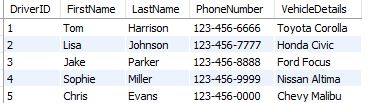 DriverID FirstName LastName PhoneNumber VehicleDetails
1 Tom Harrison 123-456-6666 Toyota Corolla
2 Lisa Johnson 123-456-7777 Honda Civic
3 Jake Parker 123-456-8888 Ford Focus
4 Sophie Miller 123-456-9999 Nissan Altima
5 Chris Evans 123-456-0000 Chevy Malibu